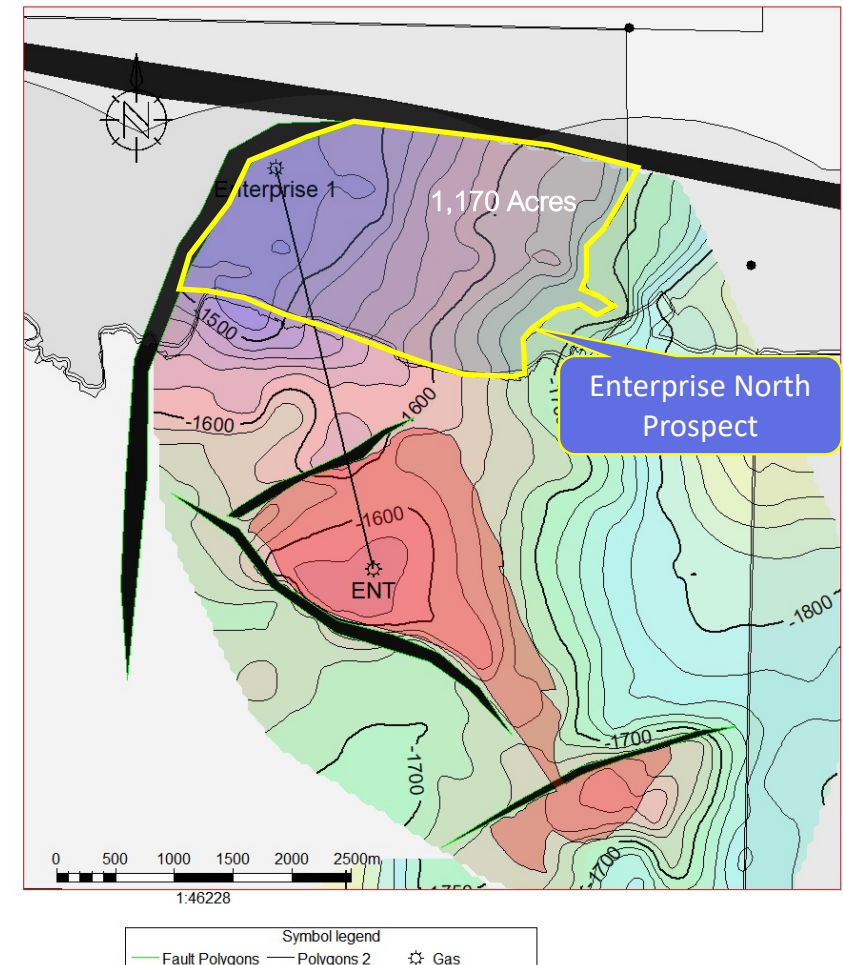 N
Enterprise 1
1,170 Acres
-1500
Enterprise North
Prospect
-1600
1600
-1600
ENT
-1800
-1700
-1700
-1700
0 500 1000 1500 2000 2500m
1:46228
Symbol legend
Fault Polygons Polygons 2 Gas